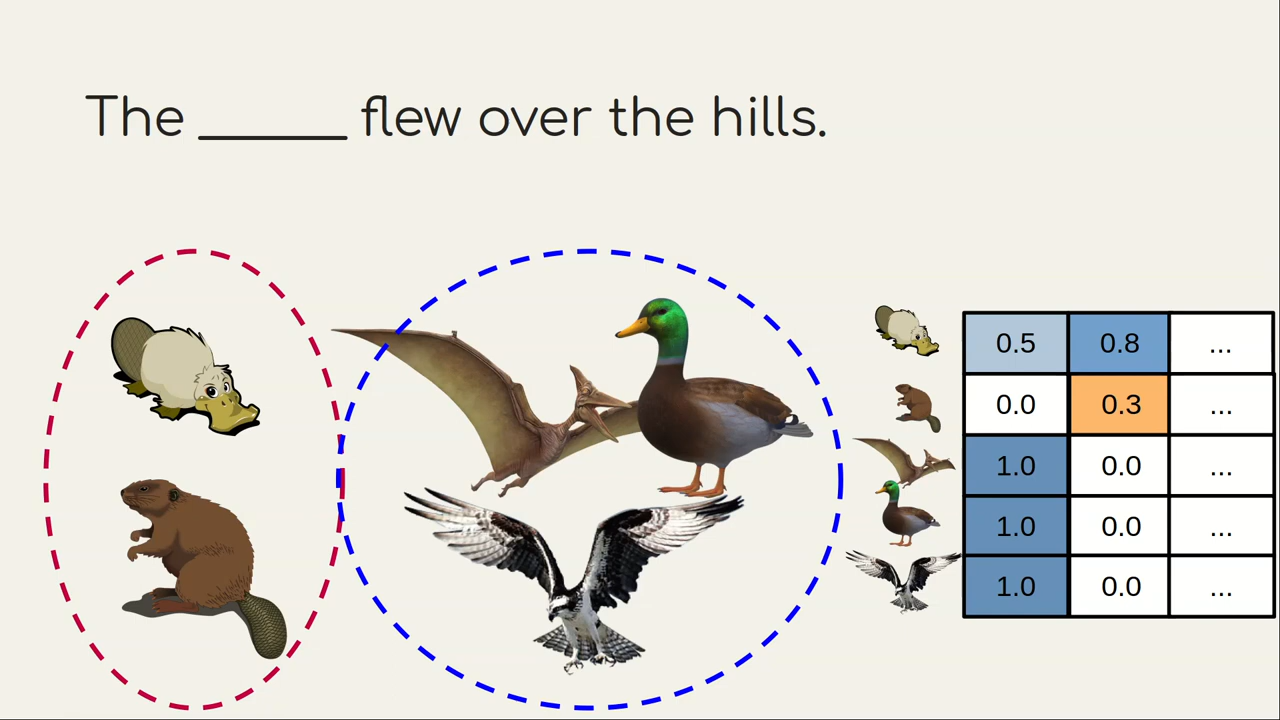 The _____ flew over the hills.
0.5 0.8 ...
0.0 0.3 ...
1.0 0.0 ...
1.0 0.0 ...
1.0 0.0 ...